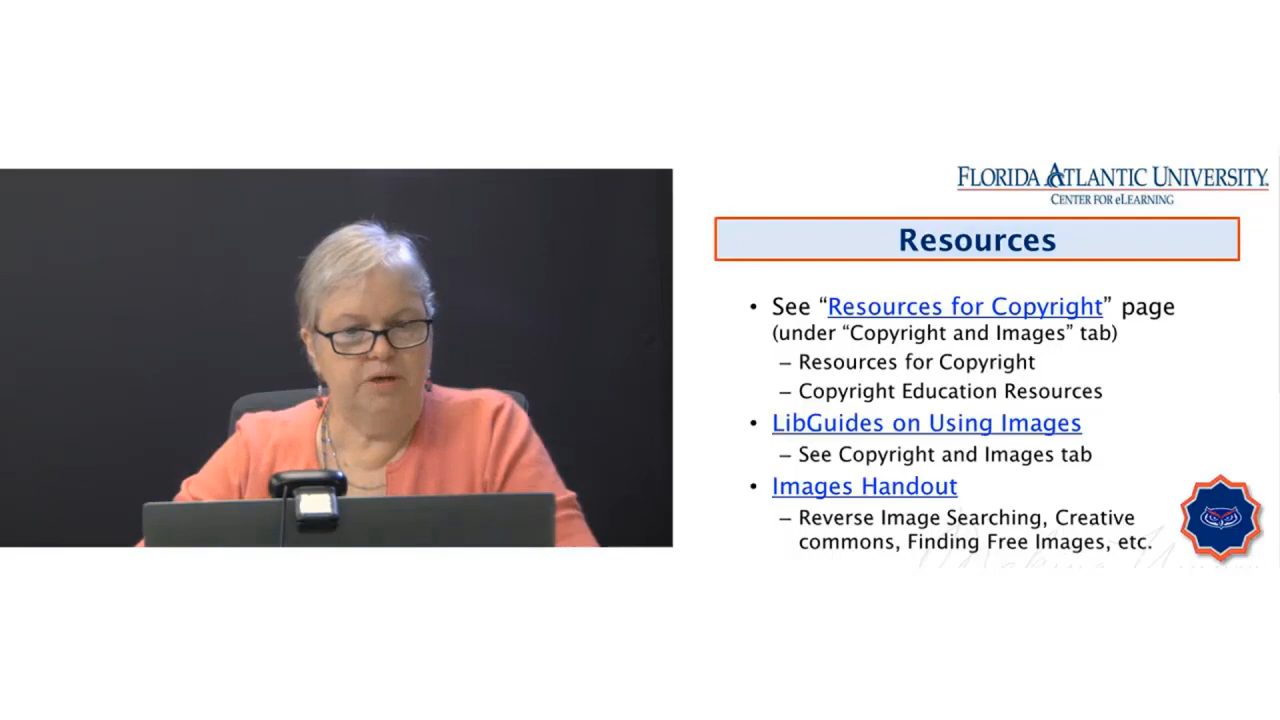 FLORIDA ATLANTIC UNIVERSITY.
CENTER FOR eLEARNING
Resources
• See “Resources for Copyright” page
(under “Copyright and Images” tab)
– Resources for Copyright
– Copyright Education Resources
• LibGuides on Using Images
– See Copyright and Images tab
• Images Handout
– Reverse Image Searching, Creative
commons, Finding Free Images, etc.